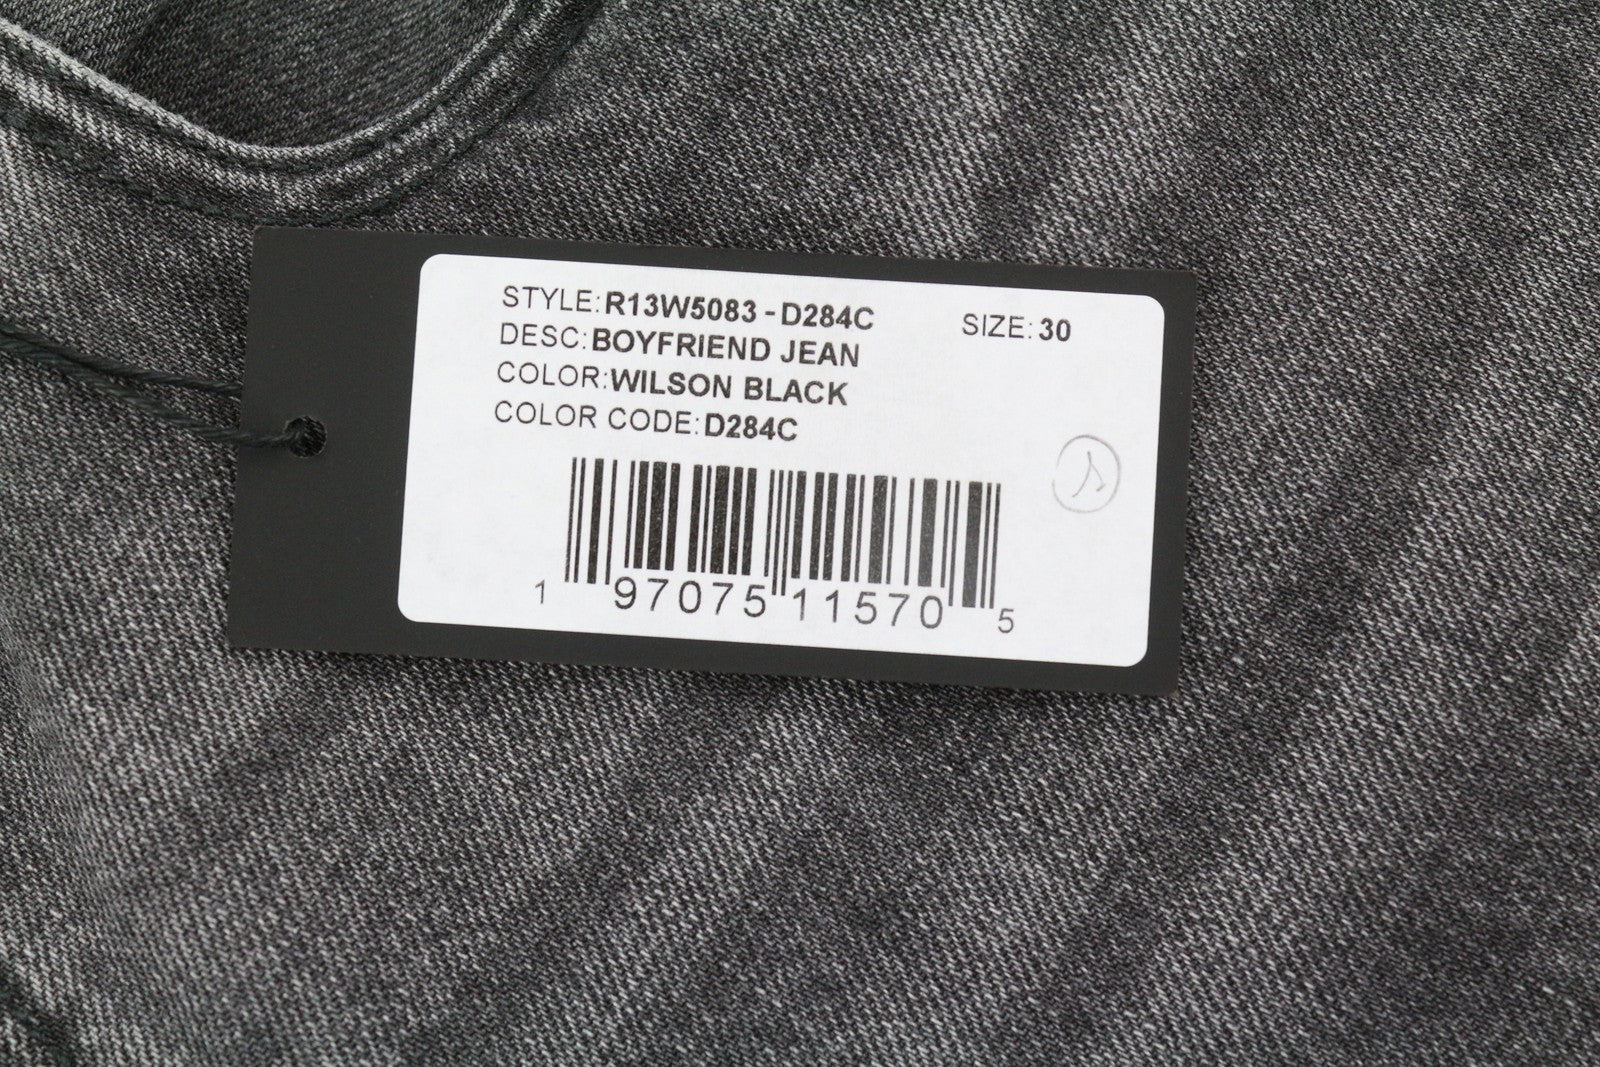 STYLE: R13W5083 - D284C SIZE: 30
DESC: BOYFRIEND JEAN
COLOR: WILSON BLACK
COLOR CODE: D284C
1 97075 11570 5